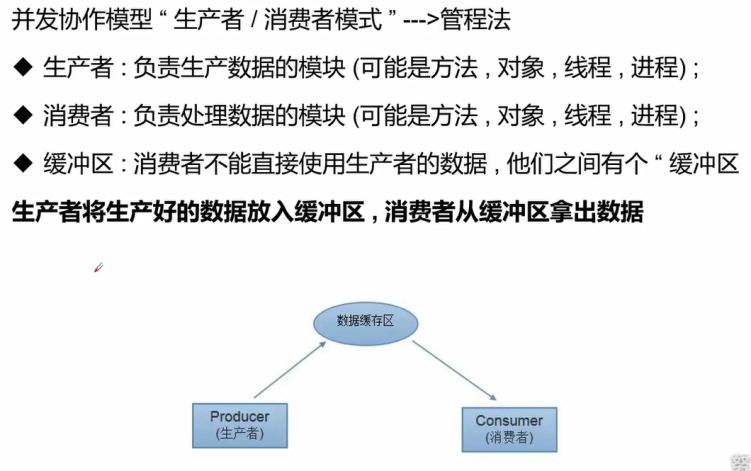 并发协作模型 “ 生产者 / 消费者模式 ” --->管程法
◆ 生产者 : 负责生产数据的模块 (可能是方法 , 对象 , 线程 , 进程) ;
◆ 消费者 : 负责处理数据的模块 (可能是方法 , 对象 , 线程 , 进程) ;
◆ 缓冲区 : 消费者不能直接使用生产者的数据 , 他们之间有个 “ 缓冲区
生产者将生产好的数据放入缓冲区 , 消费者从缓冲区拿出数据
数据缓存区
Producer
(生产者)
Consumer
(消费者)